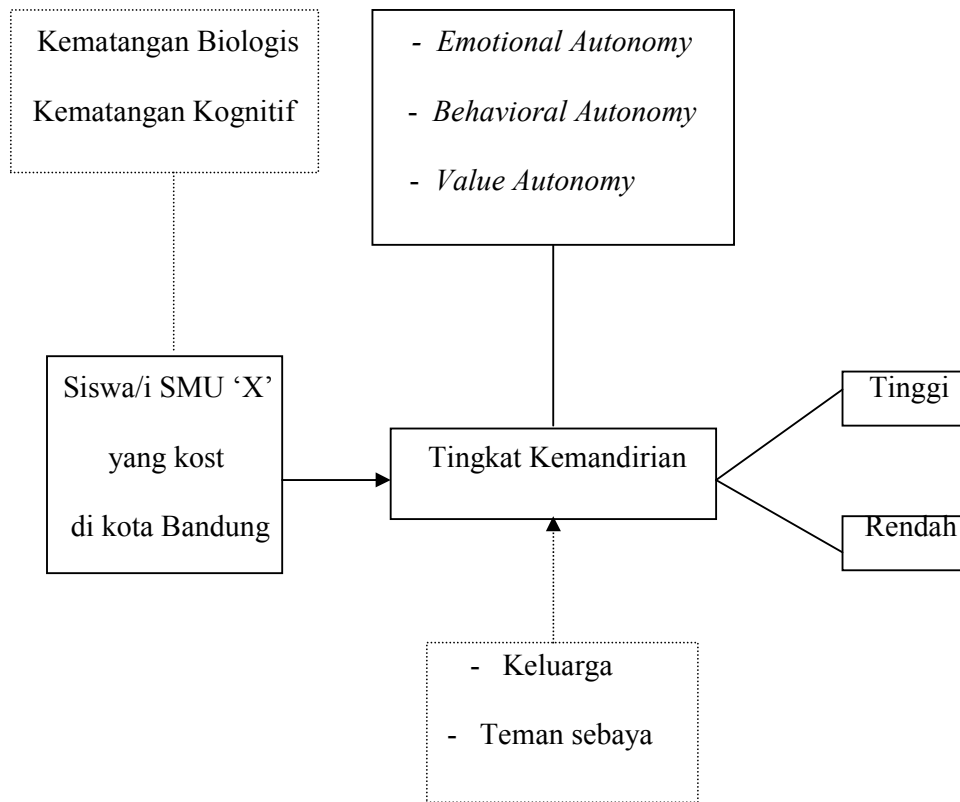 Kematangan Biologis
Kematangan Kognitif
- Emotional Autonomy
- Behavioral Autonomy
- Value Autonomy
Siswa/i SMU ‘X’
yang kost
di kota Bandung
Tingkat Kemandirian
Tinggi
Rendah
- Keluarga
- Teman sebaya